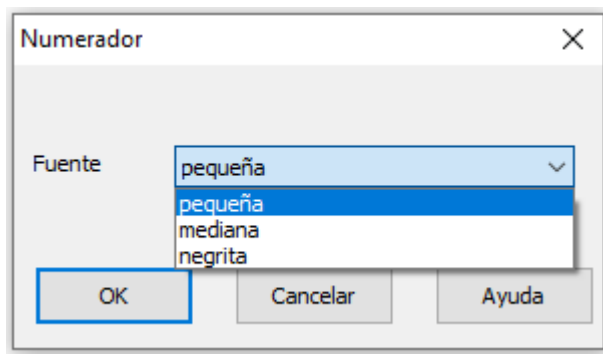 Numerador
Fuente pequeña
pequeña
mediana
negrita
OK Cancelar Ayuda